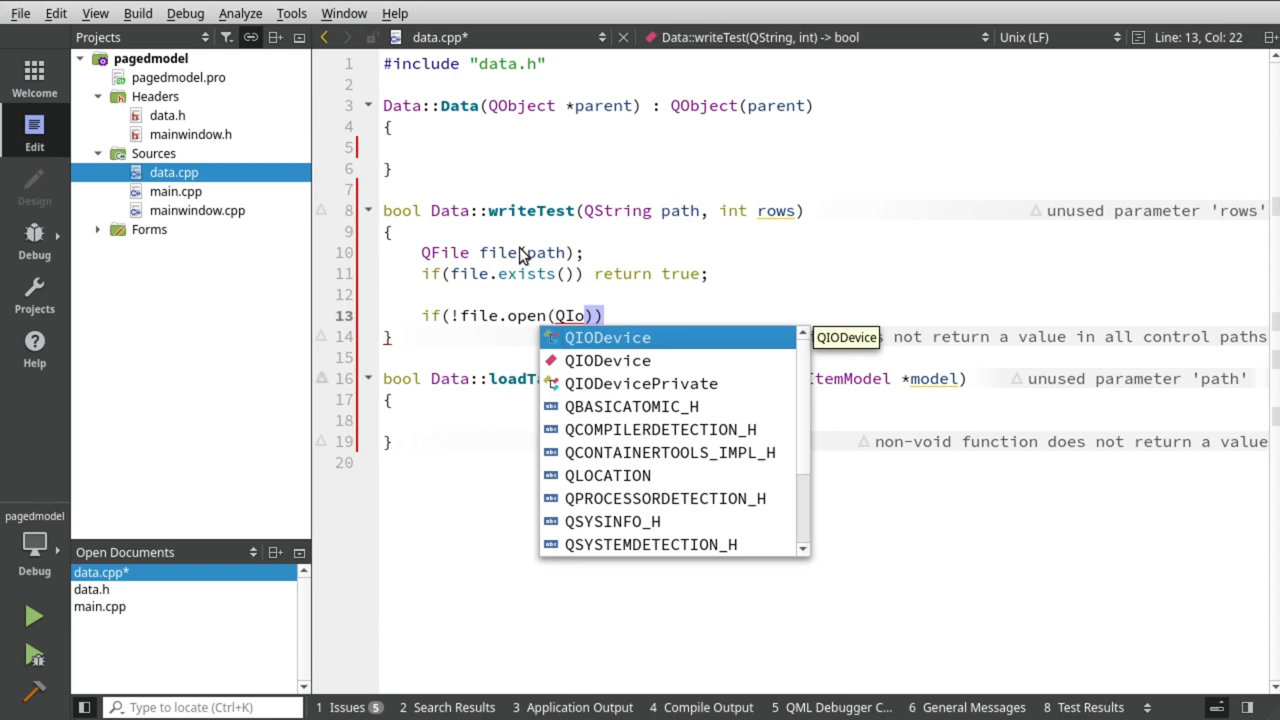 File Edit View Build Debug Analyze Tools Window Help
Projects
data.cpp*
Data::writeTest(QString, int) -> bool
Unix (LF)
Line: 13, Col: 22
Welcome
Edit
Design
Debug
Projects
Help
pagedmodel
Debug
pagedmodel
pagedmodel.pro
Headers
data.h
mainwindow.h
Sources
data.cpp
main.cpp
mainwindow.cpp
Forms
Open Documents
data.cpp*
data.h
main.cpp
1 #include "data.h"
2
3 Data::Data(QObject *parent) : QObject(parent)
4 {
5
6 }
7
8 bool Data::writeTest(QString path, int rows) unused parameter 'rows'
9 {
10 QFile file(path);
11 if(file.exists()) return true;
12
13 if(!file.open(QIo))
14 } not return a value in all control paths
15
16 bool Data::loadTa ItemModel *model) unused parameter 'path'
17 {
18
19 } non-void function does not return a value
20
QIODevice
QIODevice
QIODevicePrivate
QBASICATOMIC_H
QCOMPILERDETECTION_H
QCONTAINERTOOLS_IMPL_H
QLOCATION
QPROCESSORDETECTION_H
QSYSINFO_H
QSYSTEMDETECTION_H
QIODevice
Type to locate (Ctrl+K)
1 Issues 5
2 Search Results
3 Application Output
4 Compile Output
5 QML Debugger C...
6 General Messages
8 Test Results